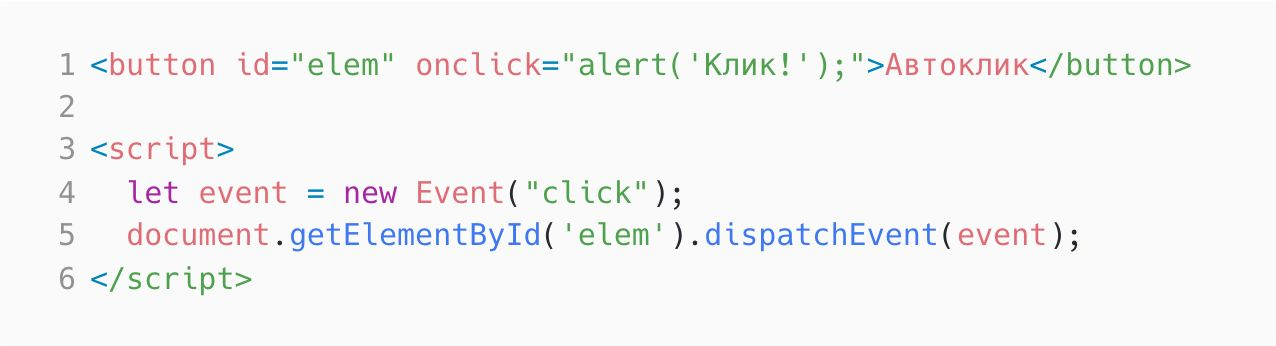 1 <button id="elem" onclick="alert('Клик!');">Автоклик</button>
2
3 <script>
4   let event = new Event("click");
5   document.getElementById('elem').dispatchEvent(event);
6 </script>